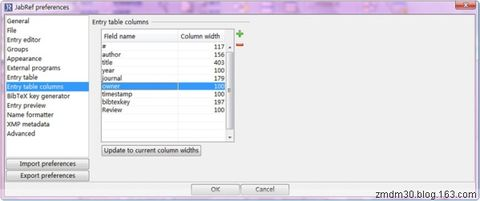 JabRef preferences
General
File
Entry editor
Groups
Appearance
External programs
Entry table
Entry table columns
BibTeX key generator
Entry preview
Name formatter
XMP metadata
Advanced
Import preferences
Export preferences
Entry table columns
Field name Column width
# 117
author 156
title 403
year 100
journal 179
owner 100
timestamp 100
bibtexkey 197
Review 100
Update to current column widths
OK Cancel
zmdm30.blog.163.com